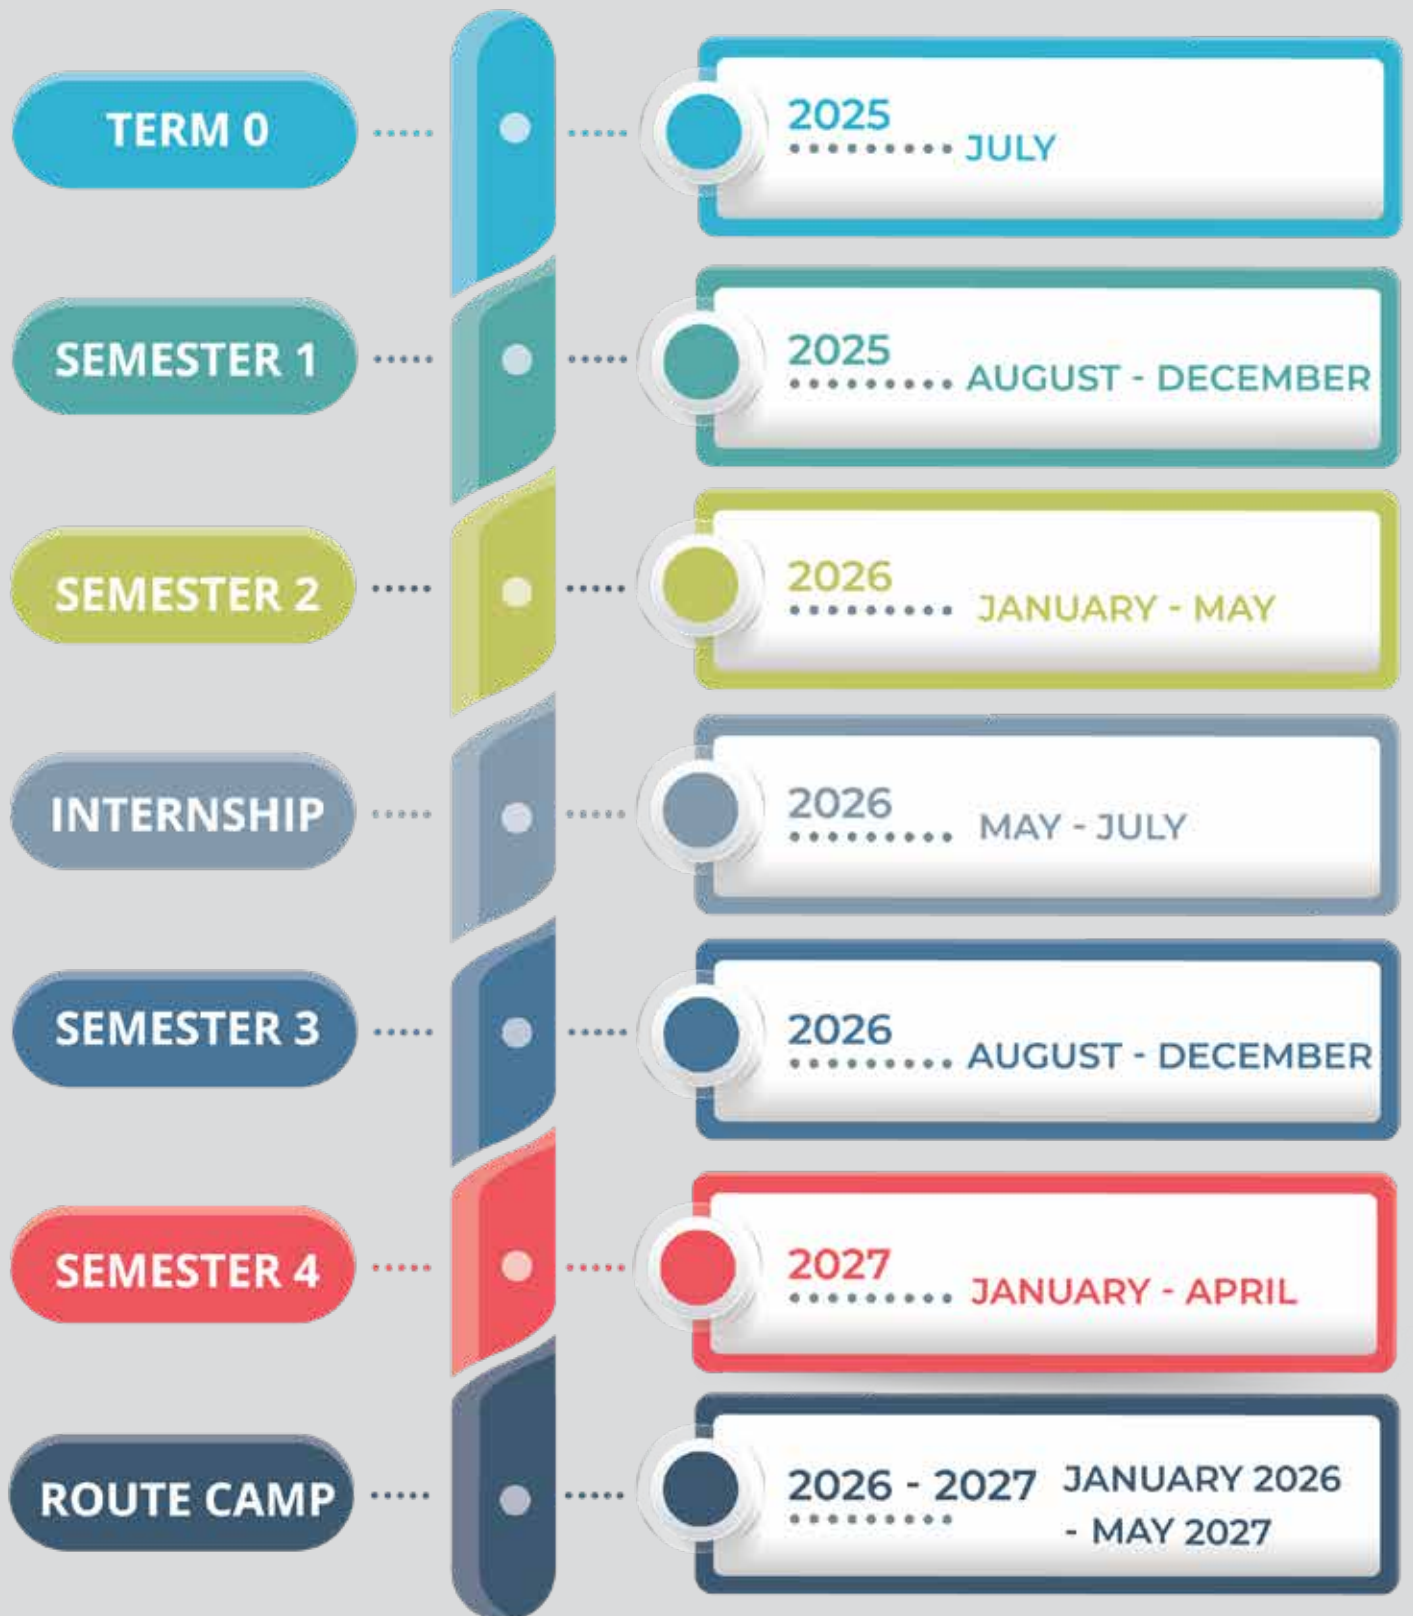 TERM 0
2025
JULY
SEMESTER 1
2025
AUGUST - DECEMBER
SEMESTER 2
2026
JANUARY - MAY
INTERNSHIP
2026
MAY - JULY
SEMESTER 3
2026
AUGUST - DECEMBER
SEMESTER 4
2027
JANUARY - APRIL
ROUTE CAMP
2026 - 2027
JANUARY 2026
- MAY 2027